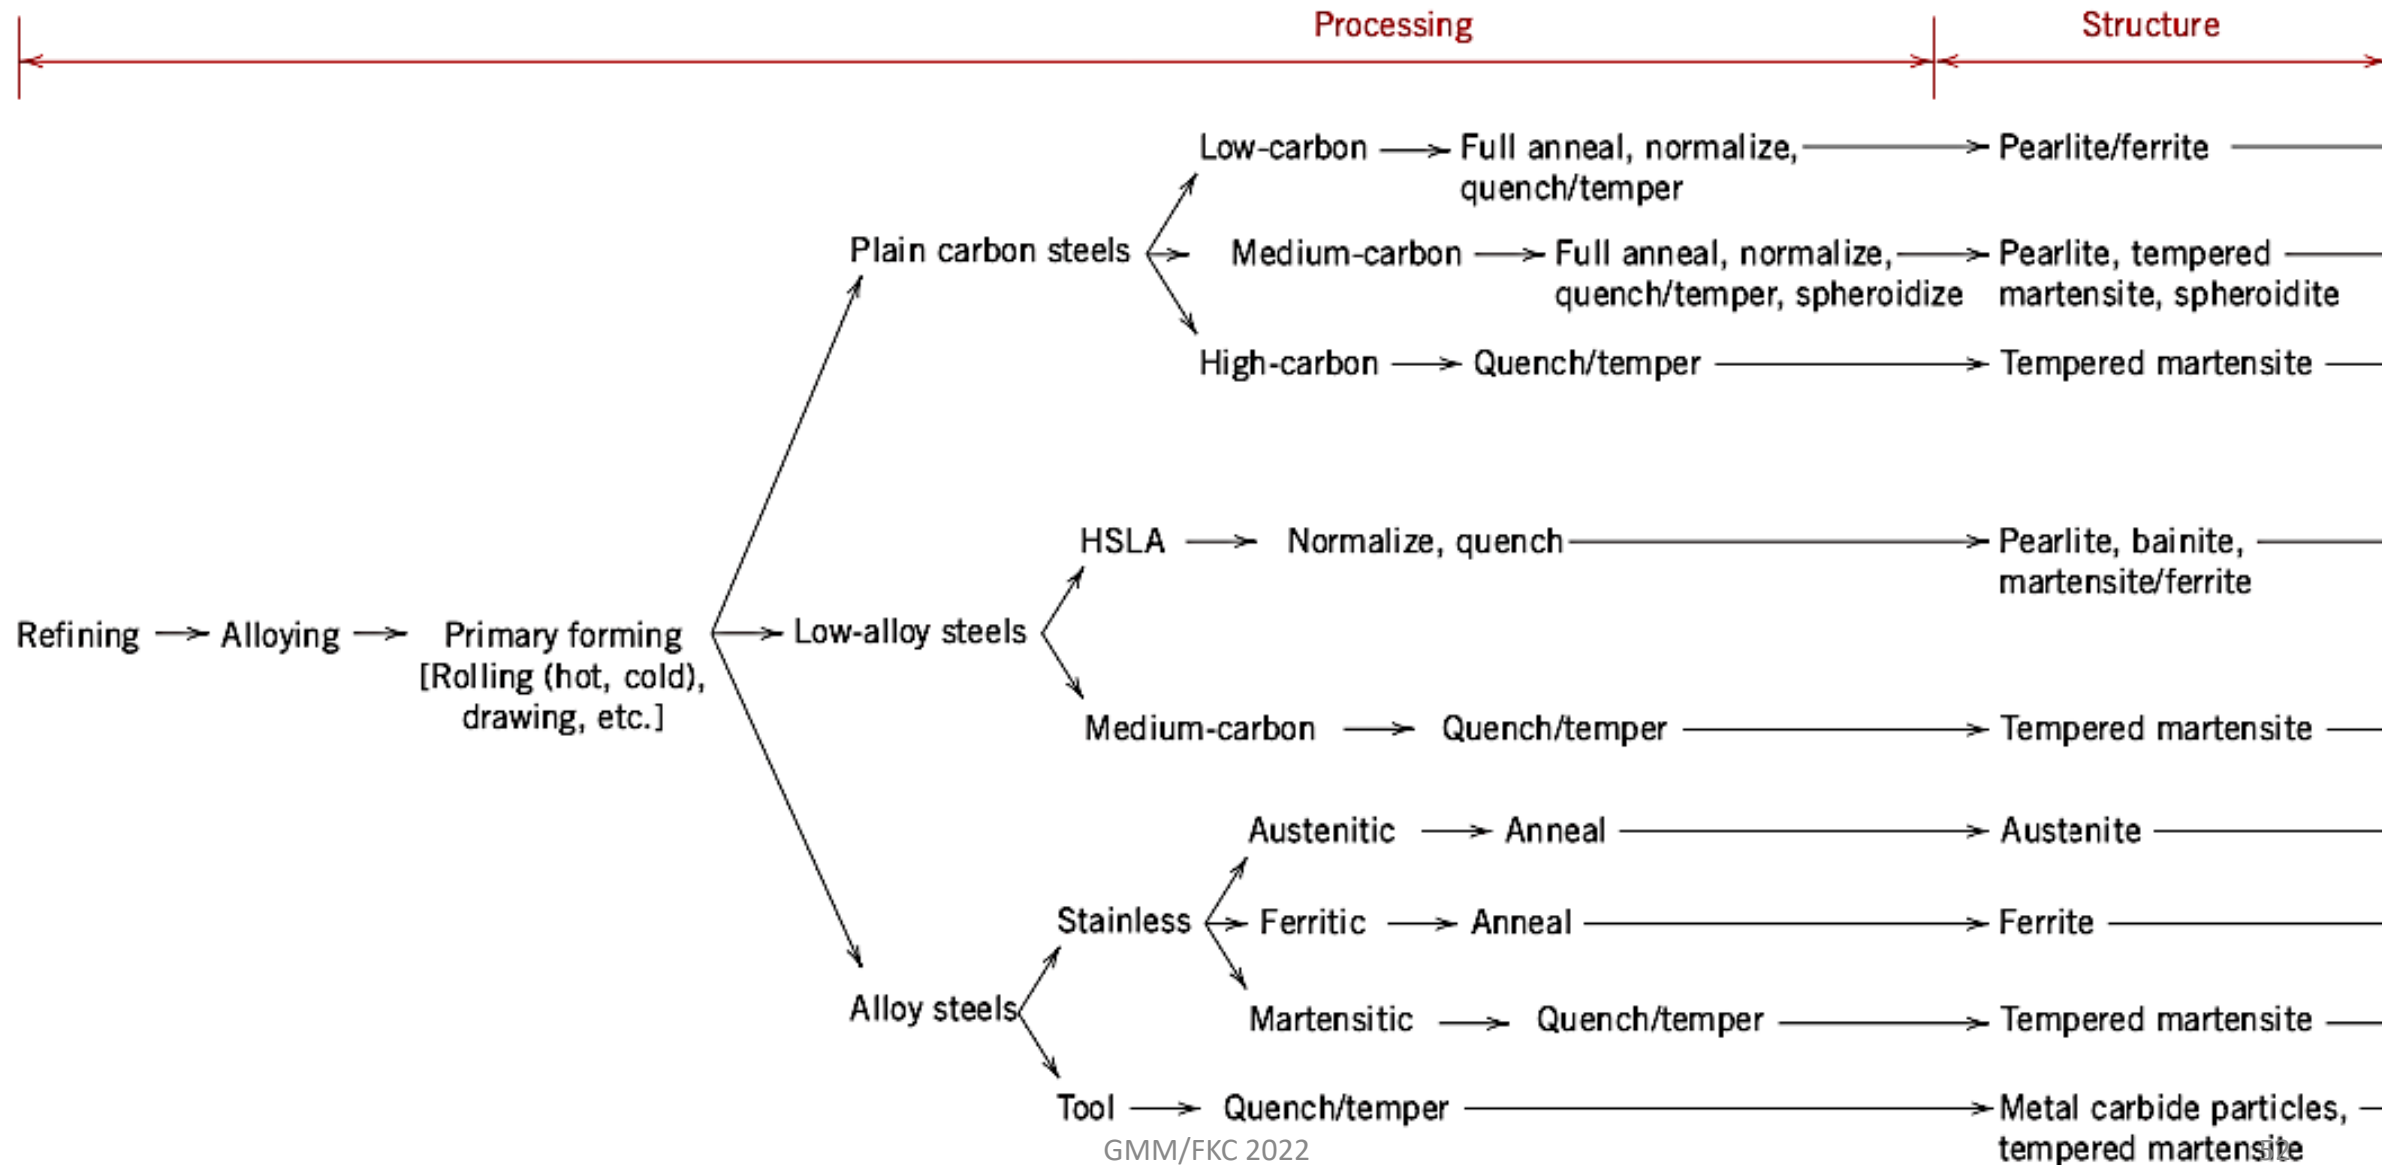 Processing
Structure
Low-carbon
Full anneal, normalize,
quench/temper
Pearlite/ferrite
Plain carbon steels
Medium-carbon
Full anneal, normalize,
quench/temper, spheroidize
Pearlite, tempered
martensite, spheroidite
High-carbon
Quench/temper
Tempered martensite
HSLA
Normalize, quench
Pearlite, bainite,
martensite/ferrite
Refining
Alloying
Primary forming
[Rolling (hot, cold),
drawing, etc.]
Low-alloy steels
Medium-carbon
Quench/temper
Tempered martensite
Austenitic
Anneal
Austenite
Stainless
Ferritic
Anneal
Ferrite
Martensitic
Quench/temper
Tempered martensite
Alloy steels
Tool
Quench/temper
Metal carbide particles,
tempered martensite
GMM/FKC 2022